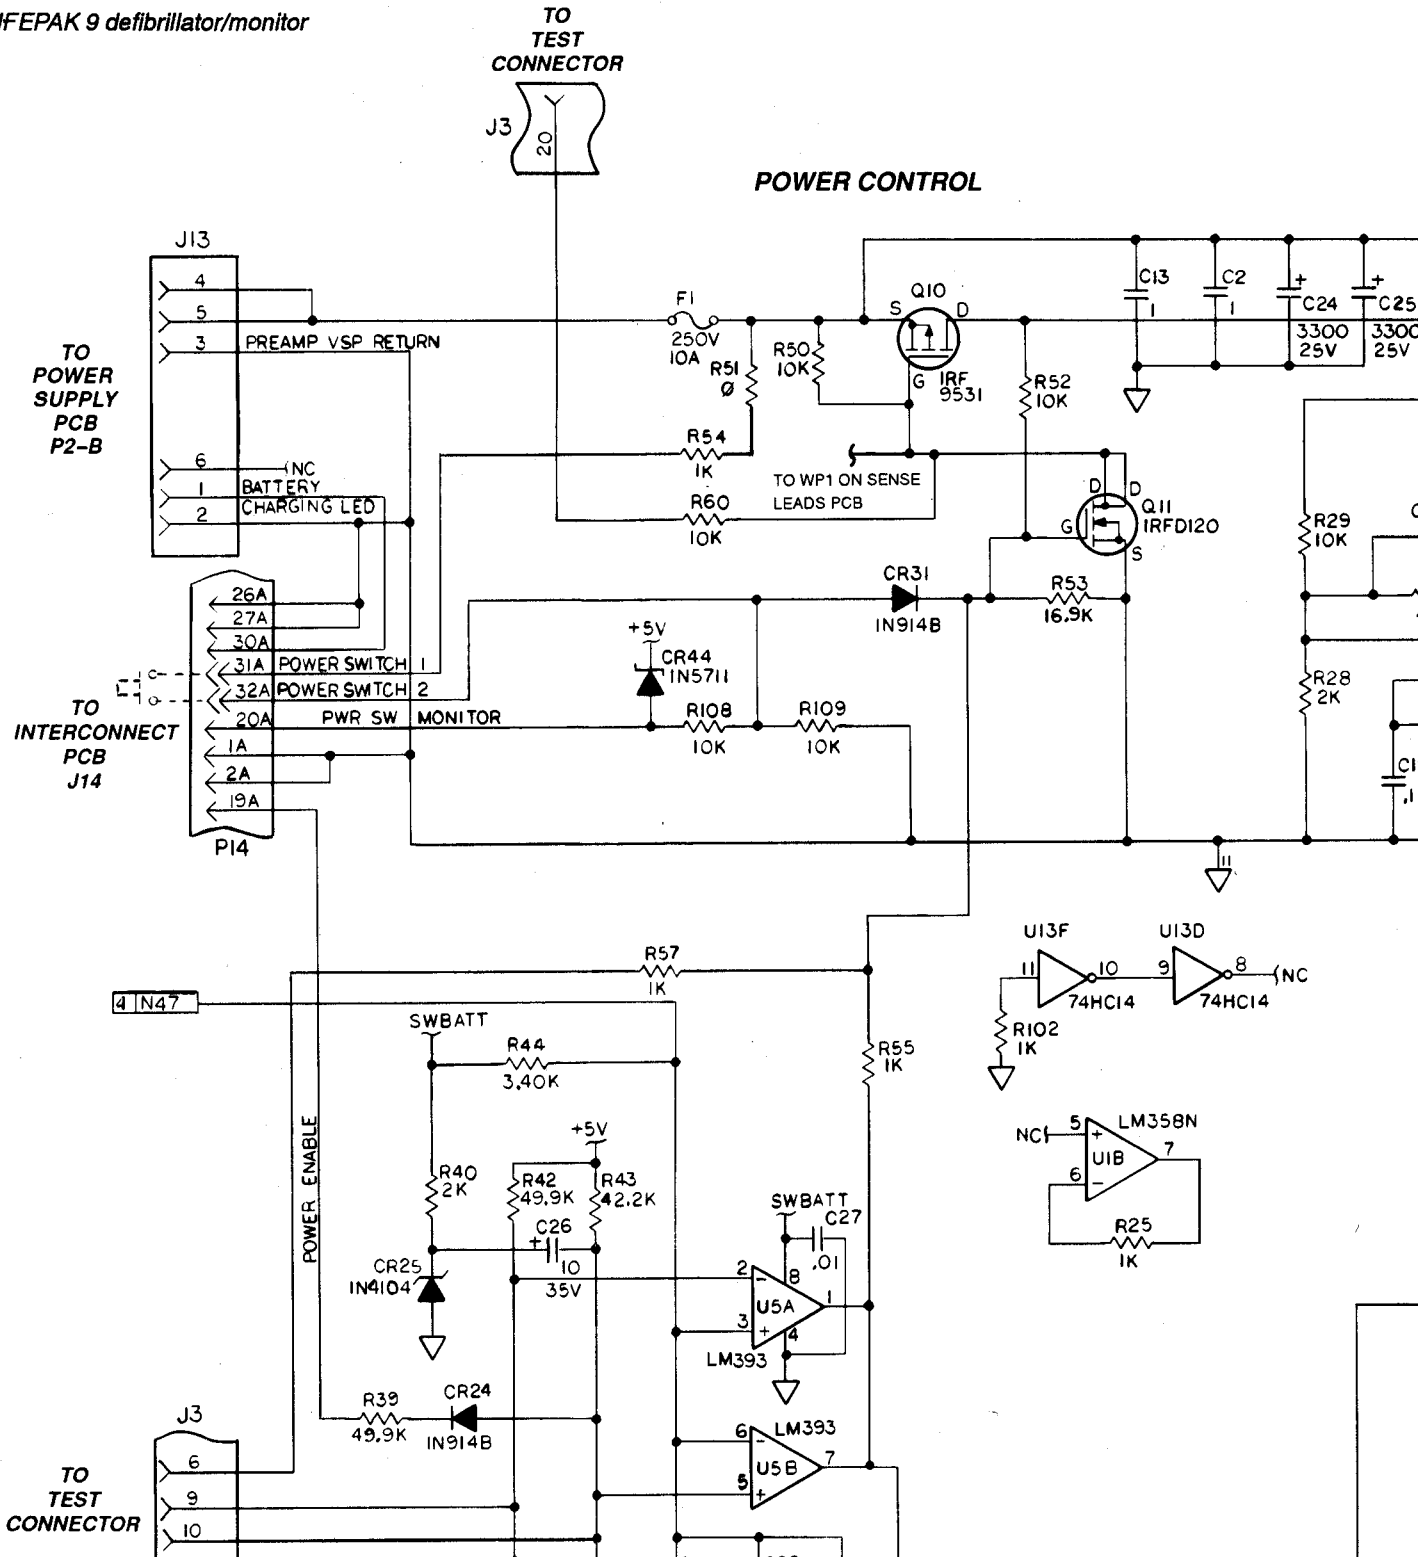 IFEPAK 9 defibrillator/monitor
TO
TEST
CONNECTOR
J3
20
POWER CONTROL
J13
4
5
3 PREAMP VSP RETURN
6 NC
1 BATTERY
2 CHARGING LED
TO
POWER
SUPPLY
PCB
P2-B
F1
250V
10A
R51
Ø
R50
10K
Q10
S
D
G
IRF
9531
R52
10K
C13
1
C2
1
+
C24
3300
25V
+
C25
3300
25V
R54
1K
R60
10K
TO WP1 ON SENSE
LEADS PCB
D
D
G
S
Q11
IRFD120
R29
10K
R28
2K
C1
.1
CR31
1N914B
R53
16.9K
+5V
CR44
1N5711
R108
10K
R109
10K
26A
27A
30A
31A POWER SWITCH 1
32A POWER SWITCH 2
20A PWR SW MONITOR
1A
2A
19A
P14
TO
INTERCONNECT
PCB
J14
11
U13F
11
10
74HC14
U13D
9
8
NC
74HC14
R102
1K
R57
1K
4 N47
SWBATT
R44
3.40K
R55
1K
POWER ENABLE
R40
2K
+5V
R42
49.9K
R43
42.2K
+
C26
10
35V
CR25
1N4104
SWBATT
C27
.01
2
-
8
U5A
1
3
+
4
LM393
NC
5
+
LM358N
U1B
7
6
-
R25
1K
R39
49.9K
CR24
1N914B
6
-
LM393
U5B
7
5
+
J3
6
9
10
TO
TEST
CONNECTOR